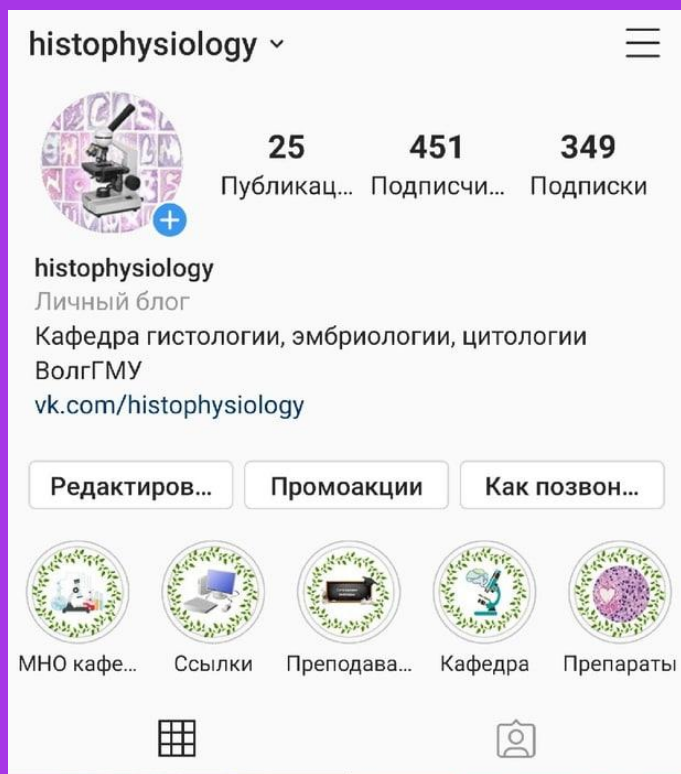 histophysiology
25 451 349
Публикац... Подписчи... Подписки
histophysiology
Личный блог
Кафедра гистологии, эмбриологии, цитологии
ВолгГМУ
vk.com/histophysiology
Редактиров... Промоакции Как позвон...
МНО кафе... Ссылки Преподава... Кафедра Препараты